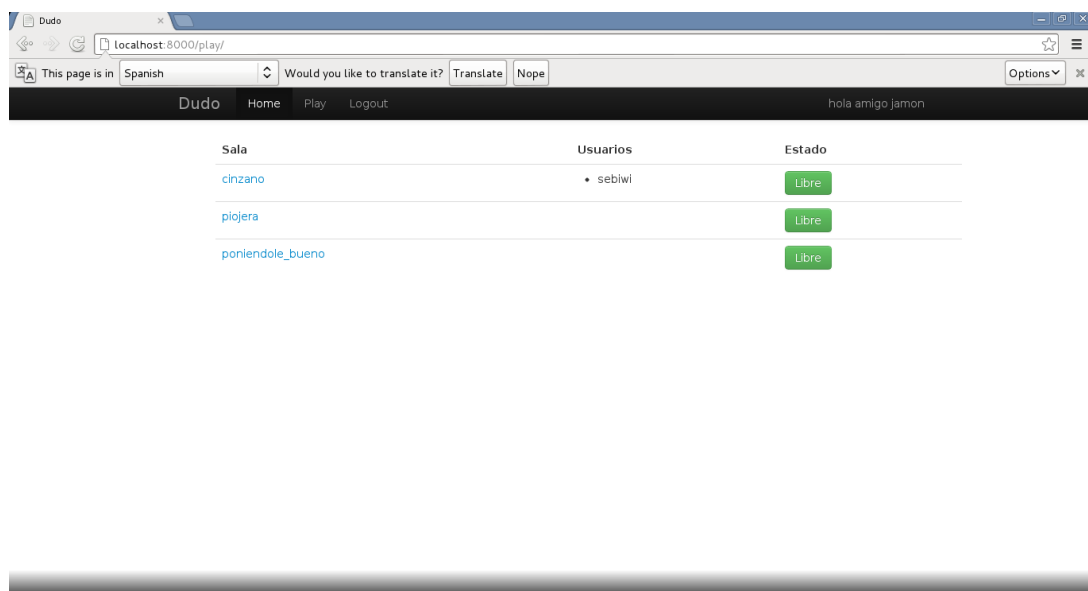 Dudo
localhost:8000/play/
This page is in Spanish Would you like to translate it? Translate Nope Options
Dudo Home Play Logout hola amigo jamon
Sala Usuarios Estado
cinzano • sebiwi Libre
piojera Libre
poniendole_bueno Libre